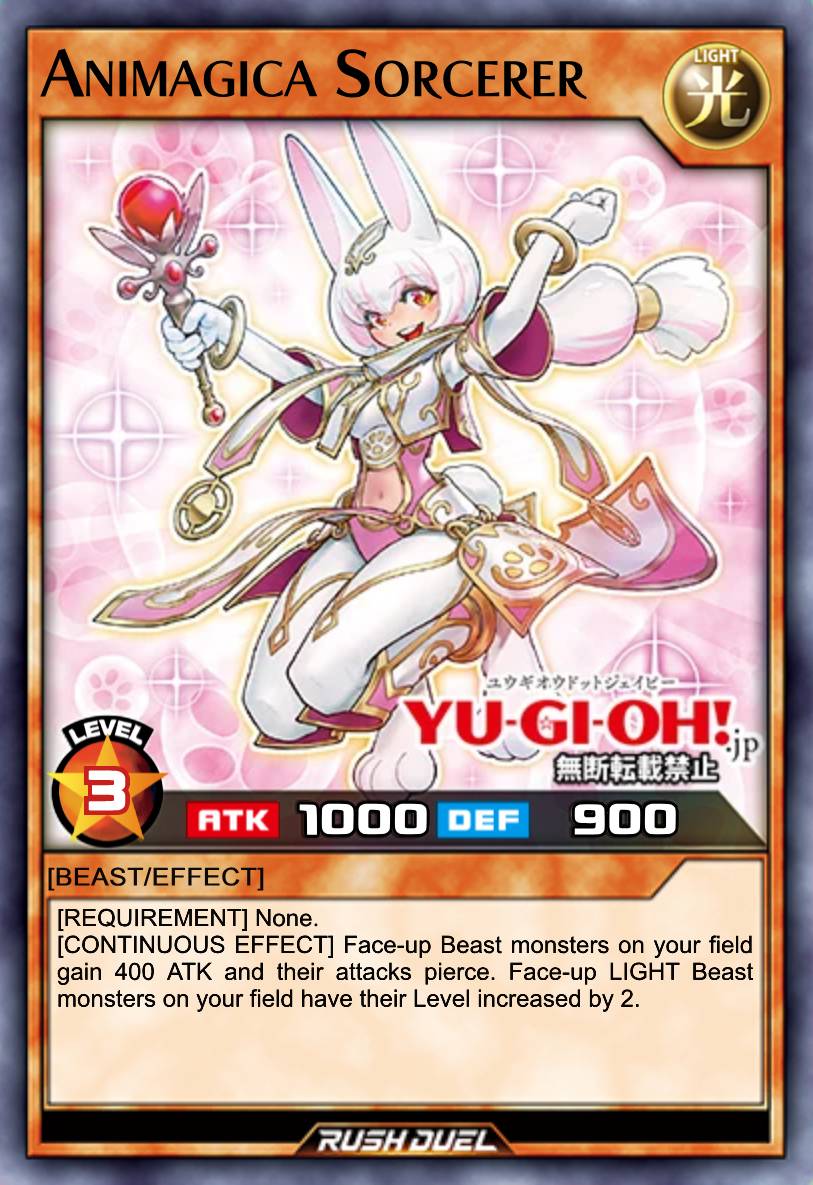 ANIMAGICA SORCERER
LIGHT
光
ユウギオウドットジェイピー
YU-GI-OH!.jp
無断転載禁止
LEVEL
3
ATK 1000 DEF 900
[BEAST/EFFECT]
[REQUIREMENT] None.
[CONTINUOUS EFFECT] Face-up Beast monsters on your field
gain 400 ATK and their attacks pierce. Face-up LIGHT Beast
monsters on your field have their Level increased by 2.
RUSH DUEL